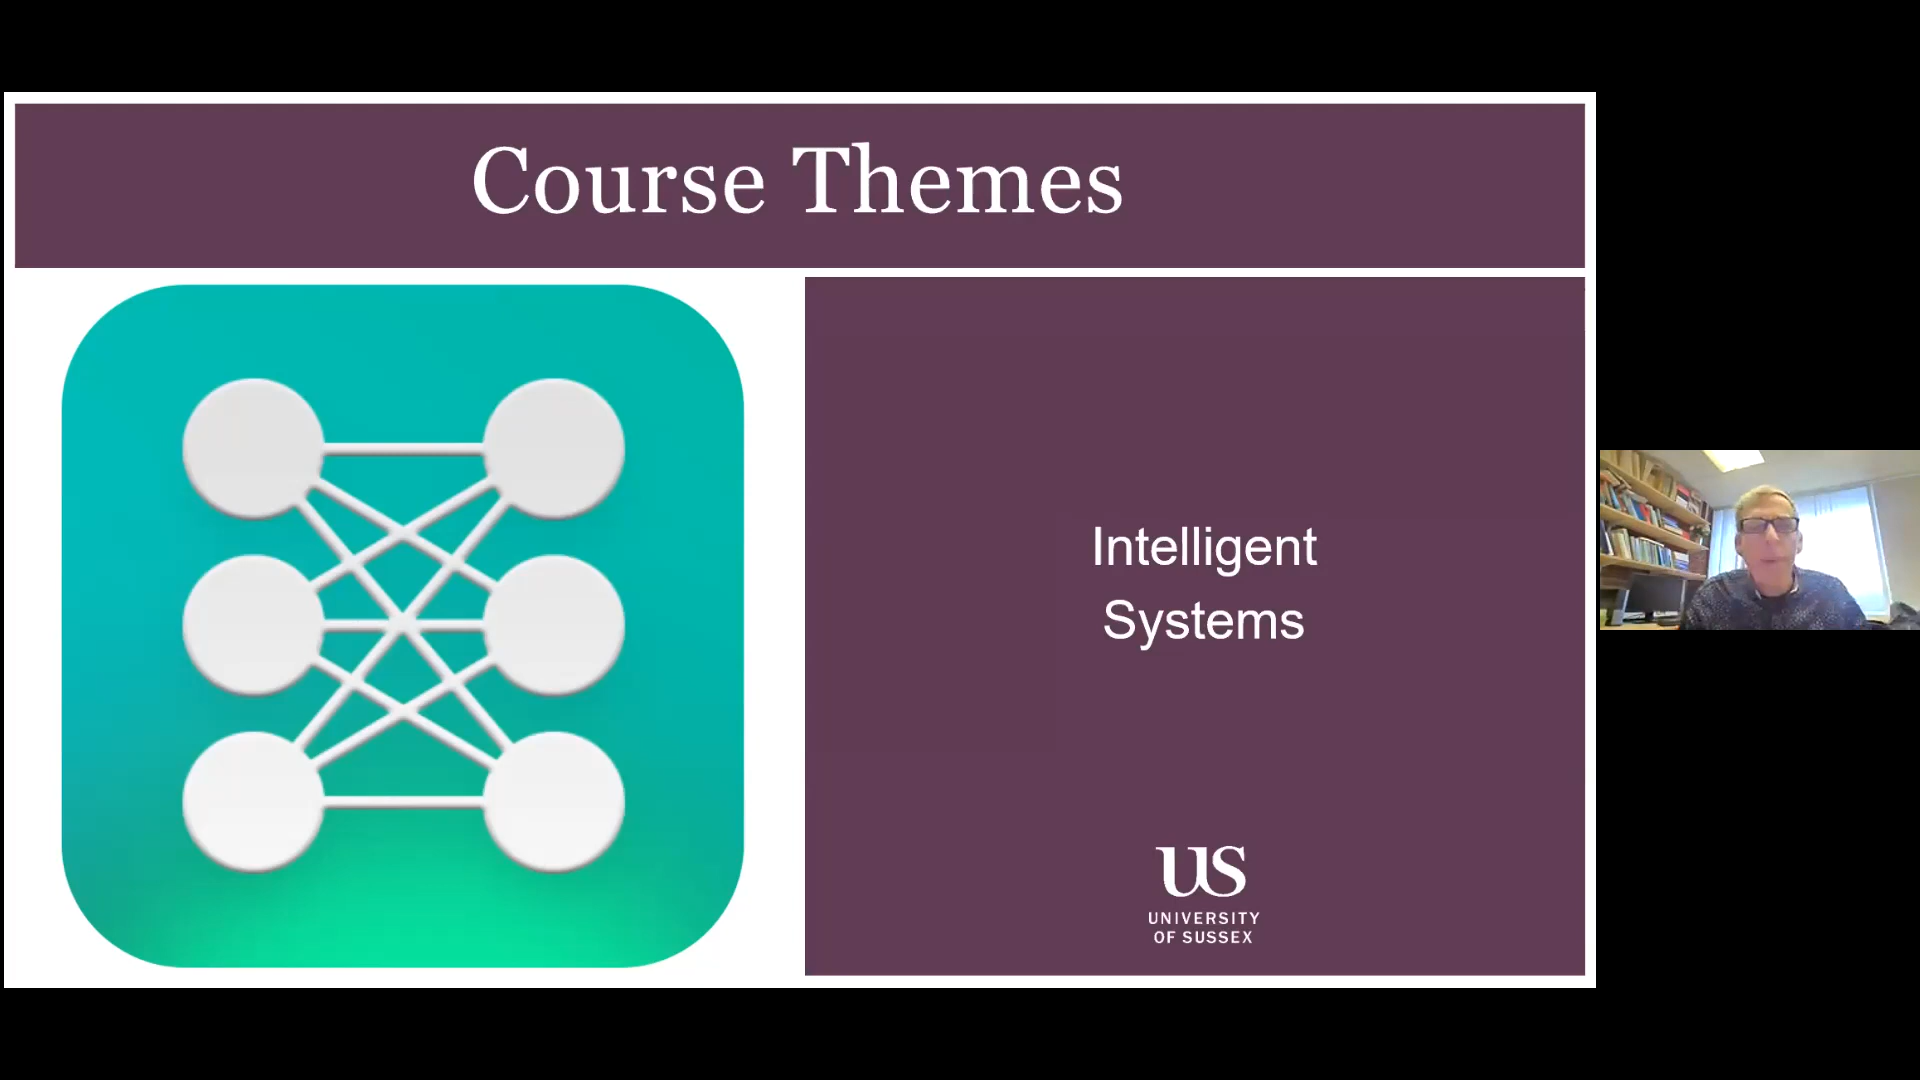 Course Themes
Intelligent
Systems
US
UNIVERSITY
OF SUSSEX